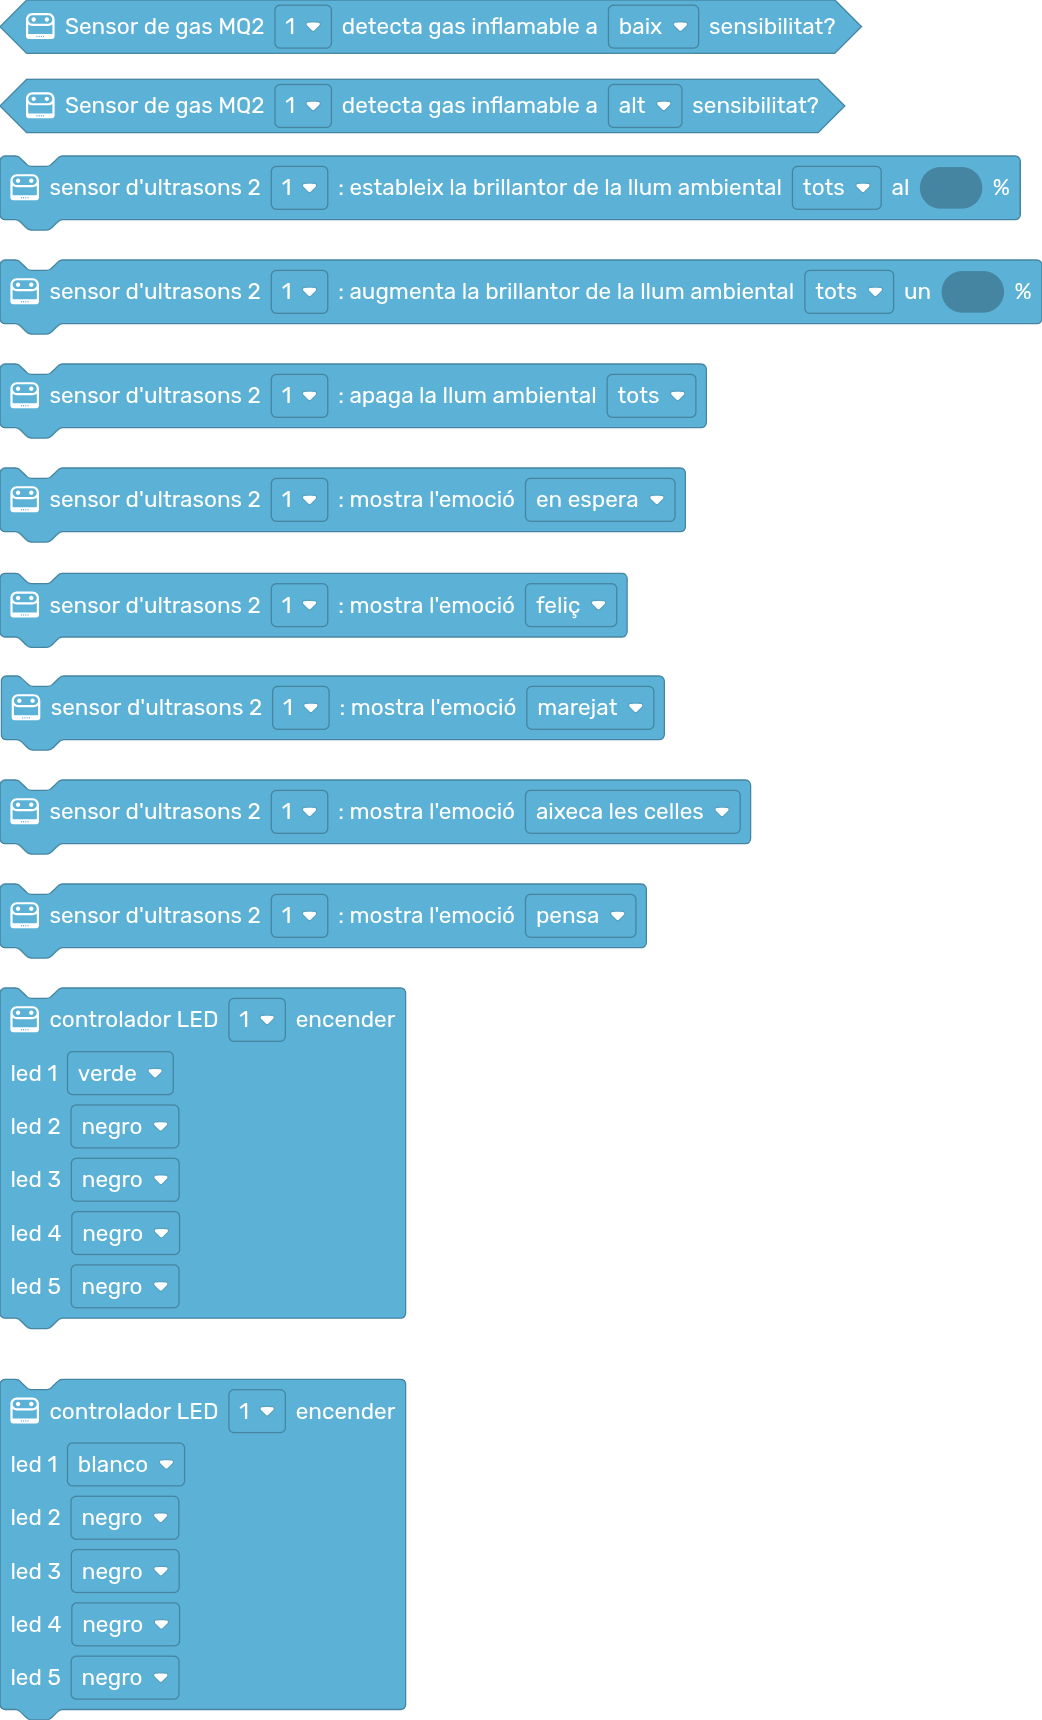 Sensor de gas MQ2 1 detecta gas inflamable a baix sensibilitat?
Sensor de gas MQ2 1 detecta gas inflamable a alt sensibilitat?
sensor d'ultrasons 2 1 : estableix la brillantor de la llum ambiental tots al %
sensor d'ultrasons 2 1 : augmenta la brillantor de la llum ambiental tots un %
sensor d'ultrasons 2 1 : apaga la llum ambiental tots
sensor d'ultrasons 2 1 : mostra l'emoció en espera
sensor d'ultrasons 2 1 : mostra l'emoció feliç
sensor d'ultrasons 2 1 : mostra l'emoció marejat
sensor d'ultrasons 2 1 : mostra l'emoció aixeca les celles
sensor d'ultrasons 2 1 : mostra l'emoció pensa
controlador LED 1 encender
led 1 verde
led 2 negro
led 3 negro
led 4 negro
led 5 negro
controlador LED 1 encender
led 1 blanco
led 2 negro
led 3 negro
led 4 negro
led 5 negro